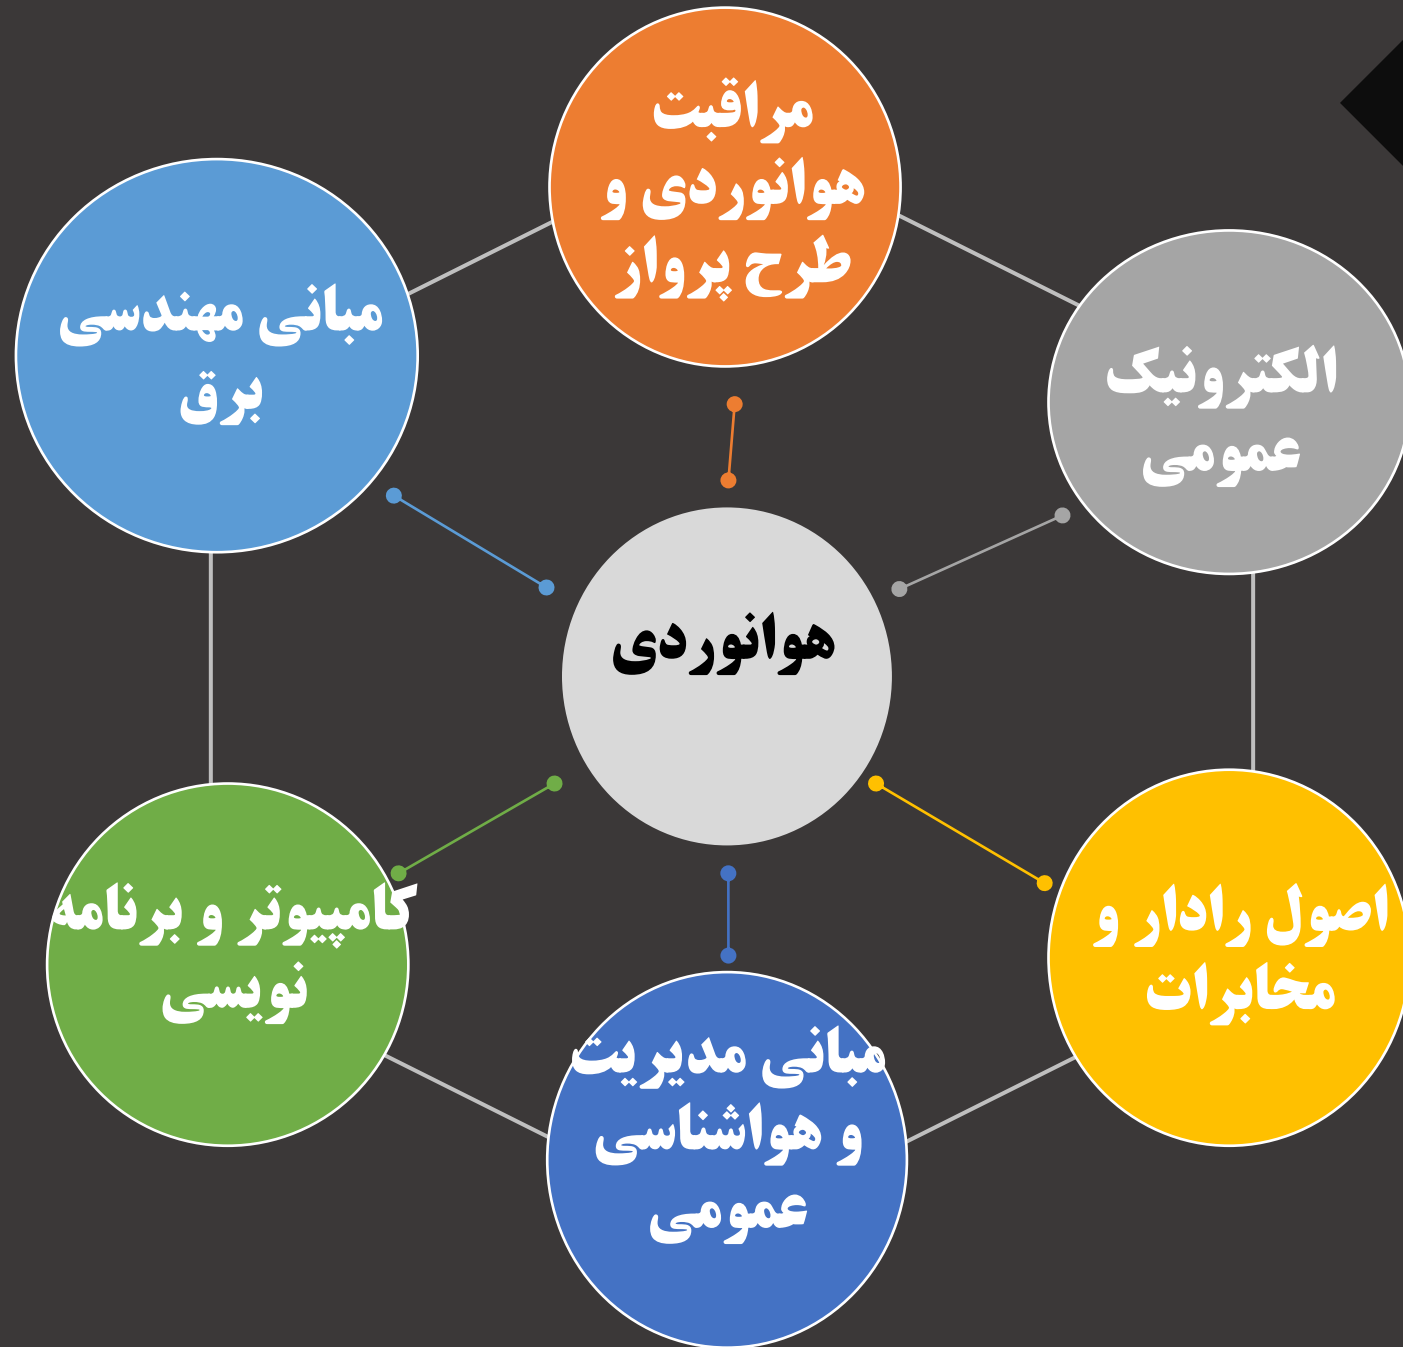 مراقبت
هوانوردی و
طرح پرواز
الکترونیک
عمومی
اصول رادار و
مخابرات
مبانی مدیریت
و هواشناسی
عمومی
کامپیوتر و برنامه
نویسی
مبانی مهندسی
برق
هوانوردی